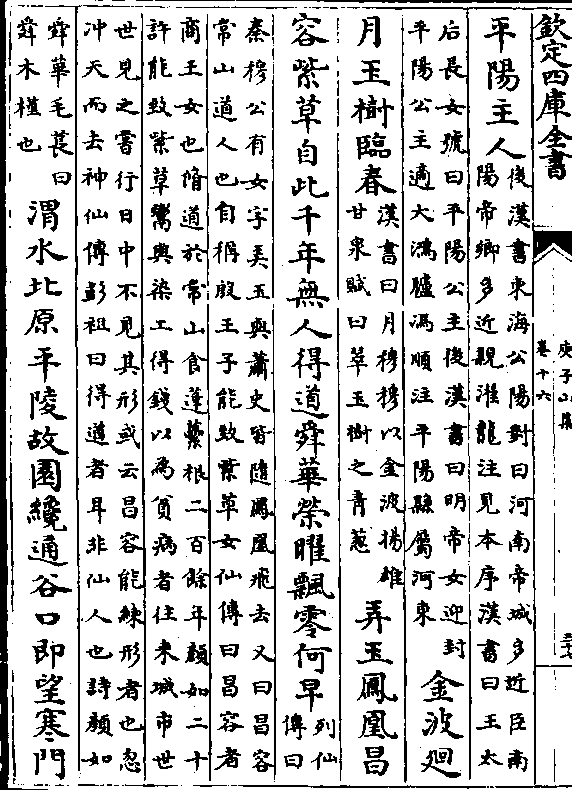 欽定四庫全書
庚子山集
卷十六
平陽主人
後漢書東海公陽對曰河南帝城多近臣南
陽帝鄉多近親濯龍注見本序漢書曰王太
后長女號曰平陽公主後漢書曰明帝女迎封
平陽公主適大鴻臚馮順注平陽縣屬河東
金波廻
月玉樹臨春
漢書曰月穆穆以金波揚雄
甘泉賦曰萃玉樹之青葱
弄玉鳳凰昌
容紫草自此千年無人得道舜華榮曜飄零何早
列仙
傳曰
秦穆公有女字美玉與蕭史皆隨鳳凰飛去又曰昌容
常山道人也自稱殷王子能致紫草女仙傳曰昌容者
商王女也脩道於常山食蓬虆根二百餘年顔如二十
許能致紫草鬻與染工得錢以為貧病者往来城市世
世見之書行日中不見其形或云昌容能錬形者也忽
冲天而去神仙傳彭祖曰得道者耳非仙人也詩顔如
舜華毛萇曰
舜木槿也
渭水北原平陵故園纔通谷口即望寒門